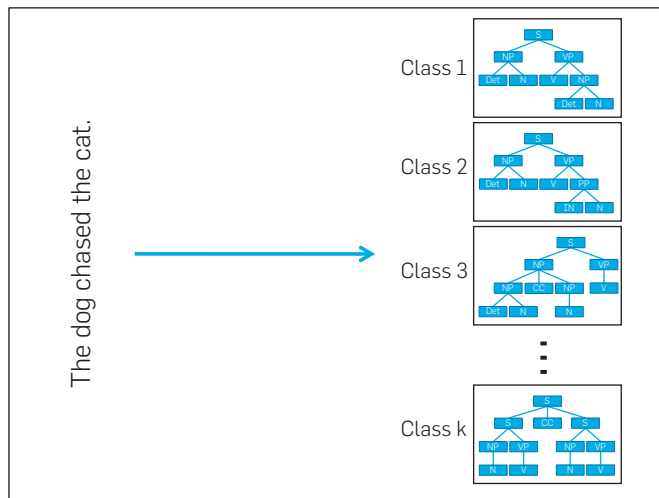 The dog chased the cat.
Class 1
S
NP VP
Det N V NP
Det N
Class 2
S
NP VP
Det N V PP
IN N
Class 3
S
NP VP
NP CC NP V
Det N N
Class k
S
S CC S
NP VP NP VP
N V N V